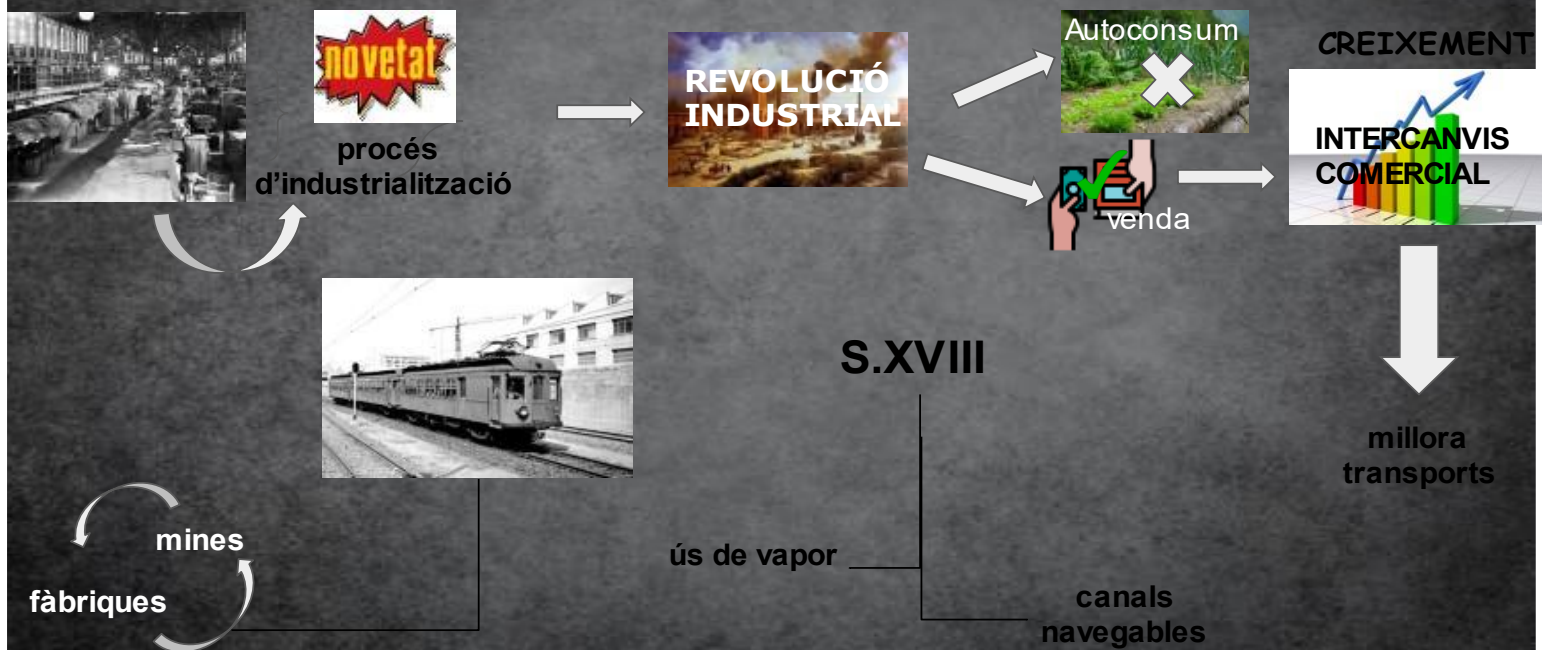 novetat
procés
d'industrialització
REVOLUCIÓ
INDUSTRIAL
Autoconsum
venda
CREIXEMENT
INTERCANVIS
COMERCIAL
millora
transports
S.XVIII
ús de vapor
canals
navegables
mines
fàbriques